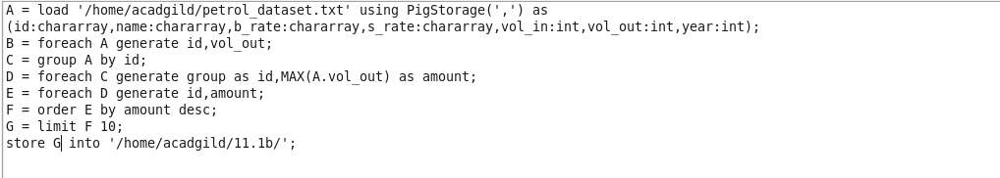 A = load '/home/acadgild/petrol_dataset.txt' using PigStorage(',') as
(id:chararray,name:chararray,b_rate:chararray,s_rate:chararray,vol_in:int,vol_out:int,year:int);
B = foreach A generate id,vol_out;
C = group A by id;
D = foreach C generate group as id,MAX(A.vol_out) as amount;
E = foreach D generate id,amount;
F = order E by amount desc;
G = limit F 10;
store G into '/home/acadgild/11.1b/';